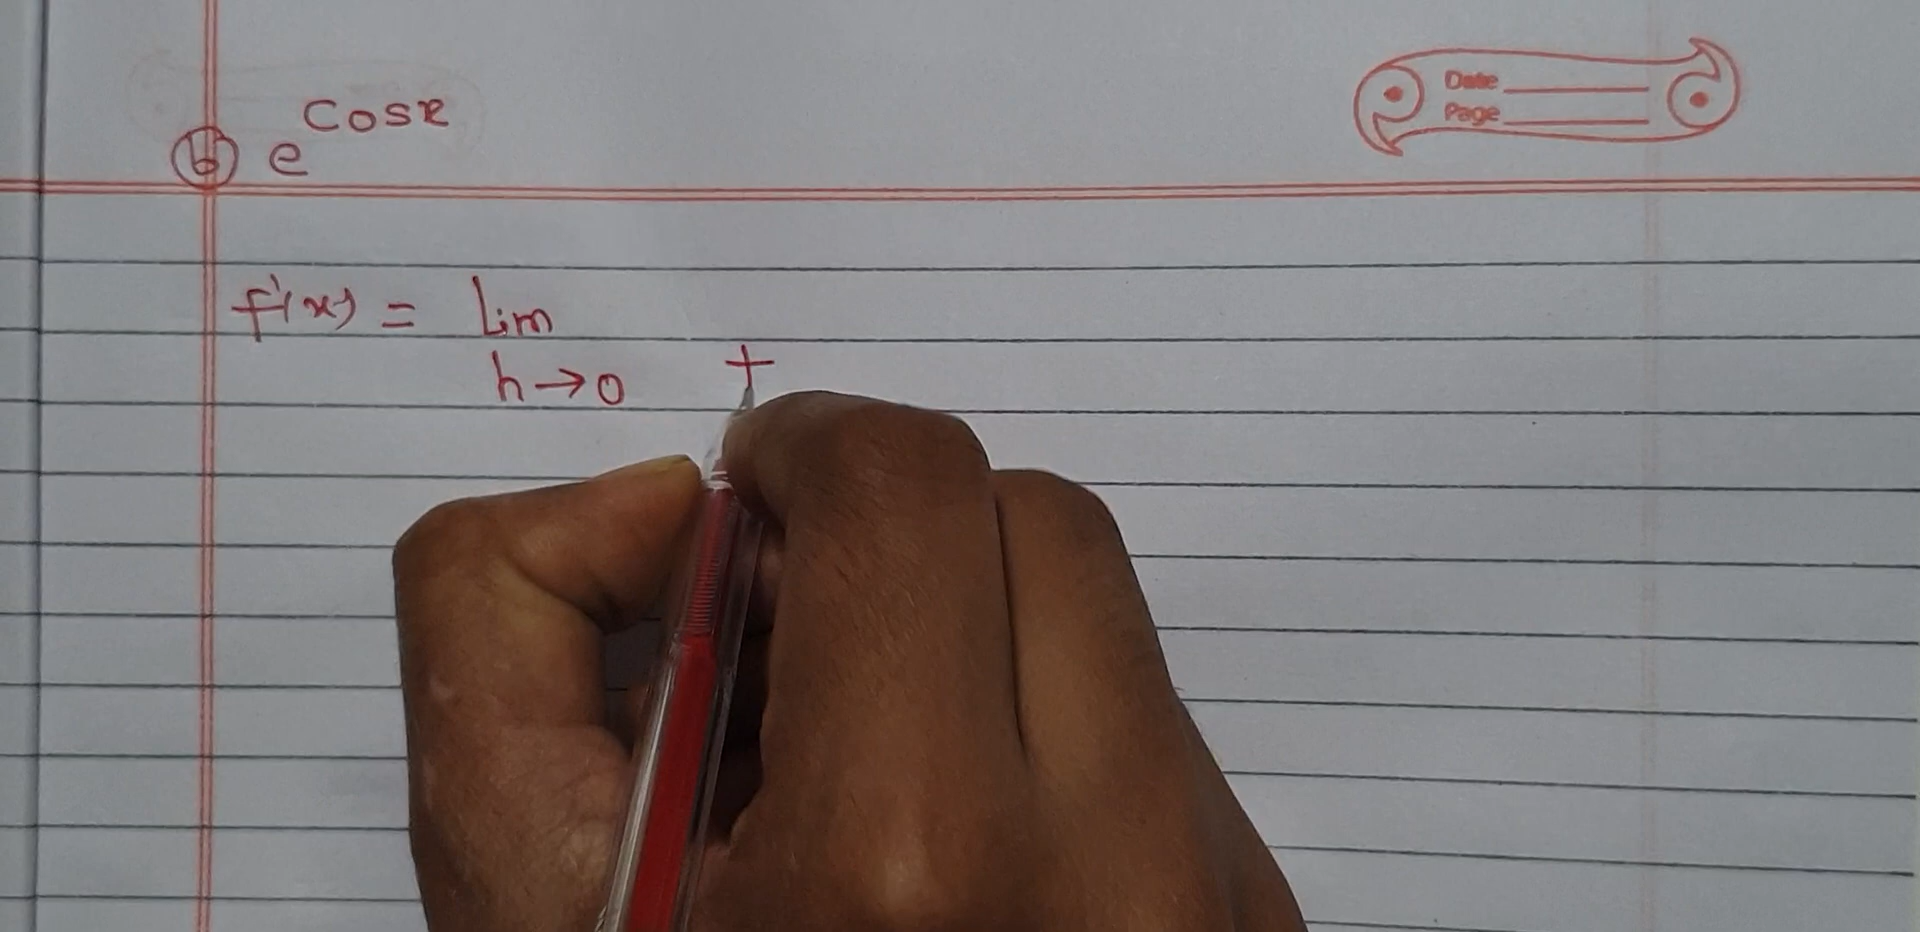 Date
Page
ⓑ e^cosx
f'(x) = Lim
h→0 f